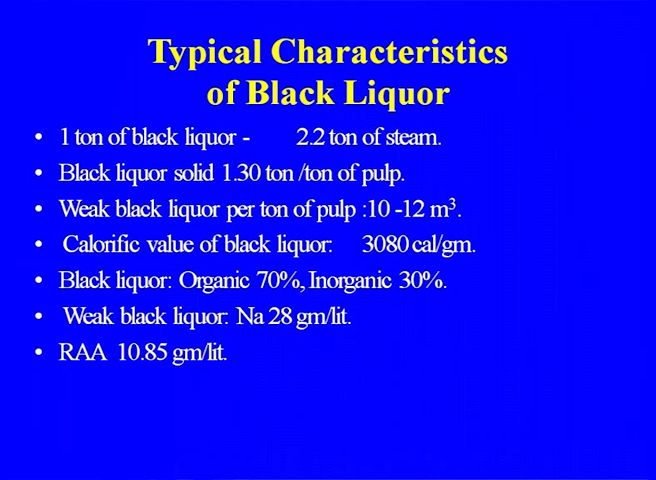 Typical Characteristics
of Black Liquor
• 1 ton of black liquor - 2.2 ton of steam.
• Black liquor solid 1.30 ton /ton of pulp.
• Weak black liquor per ton of pulp :10 -12 m³.
• Calorific value of black liquor: 3080 cal/gm.
• Black liquor: Organic 70%, Inorganic 30%.
• Weak black liquor: Na 28 gm/lit.
• RAA 10.85 gm/lit.